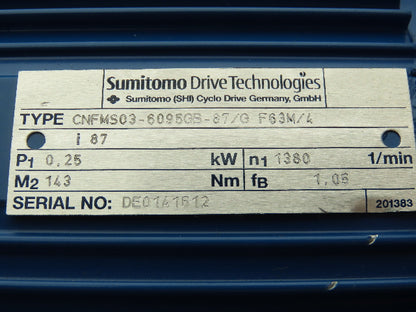 Sumitomo Drive Technologies
Sumitomo (SHI) Cyclo Drive Germany, GmbH
TYPE CNFMS03-6095GB-87/G F63M/4
i 87
P1 0,25 kW n1 1380 1/min
M2 143 Nm fB 1,05
SERIAL NO: DE0141612
201383